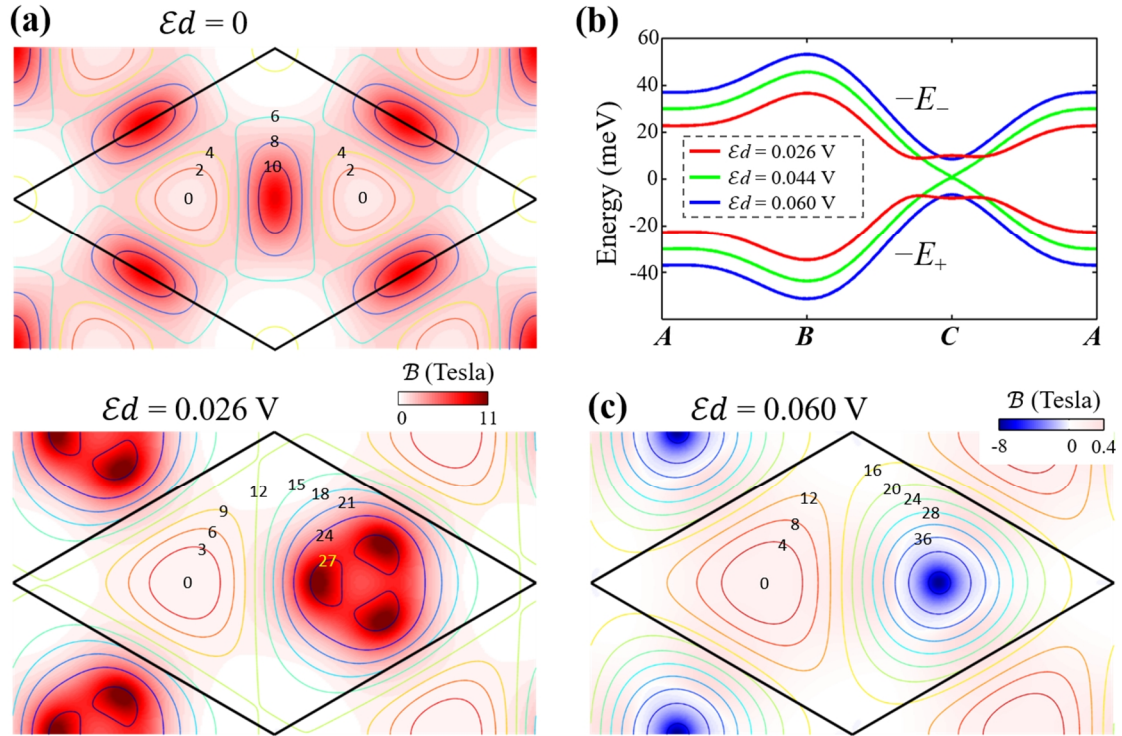 (a)
ℰd = 0
6
8
10
4
2
0
4
2
0
(b)
60
40
20
0
-20
-40
Energy (meV)
−E₋
ℰd = 0.026 V
ℰd = 0.044 V
ℰd = 0.060 V
−E₊
A B C A
ℰd = 0.026 V
ℬ (Tesla)
0 11
12
15
18
21
24
27
9
6
3
0
(c)
ℰd = 0.060 V
ℬ (Tesla)
-8 0 0.4
16
20
24
28
36
12
8
4
0